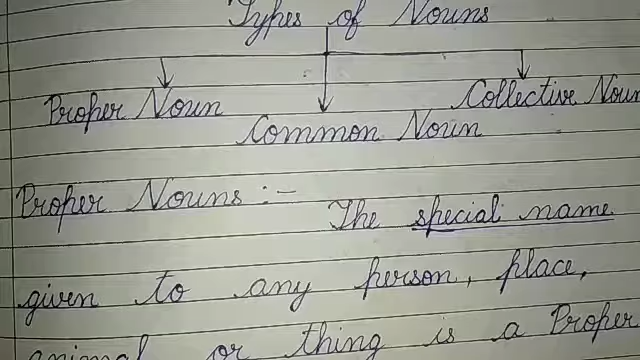 Types of Nouns
Proper Noun
Common Noun
Collective Noun
Proper Nouns :-
The special name
given to any person, place,
animal or thing is a Proper